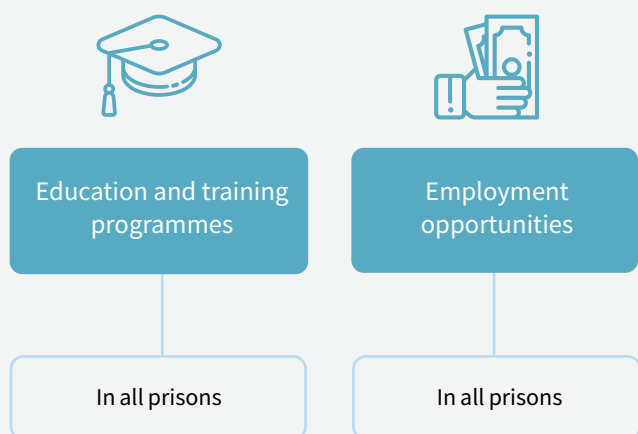 Education and training
programmes
Employment
opportunities
In all prisons
In all prisons